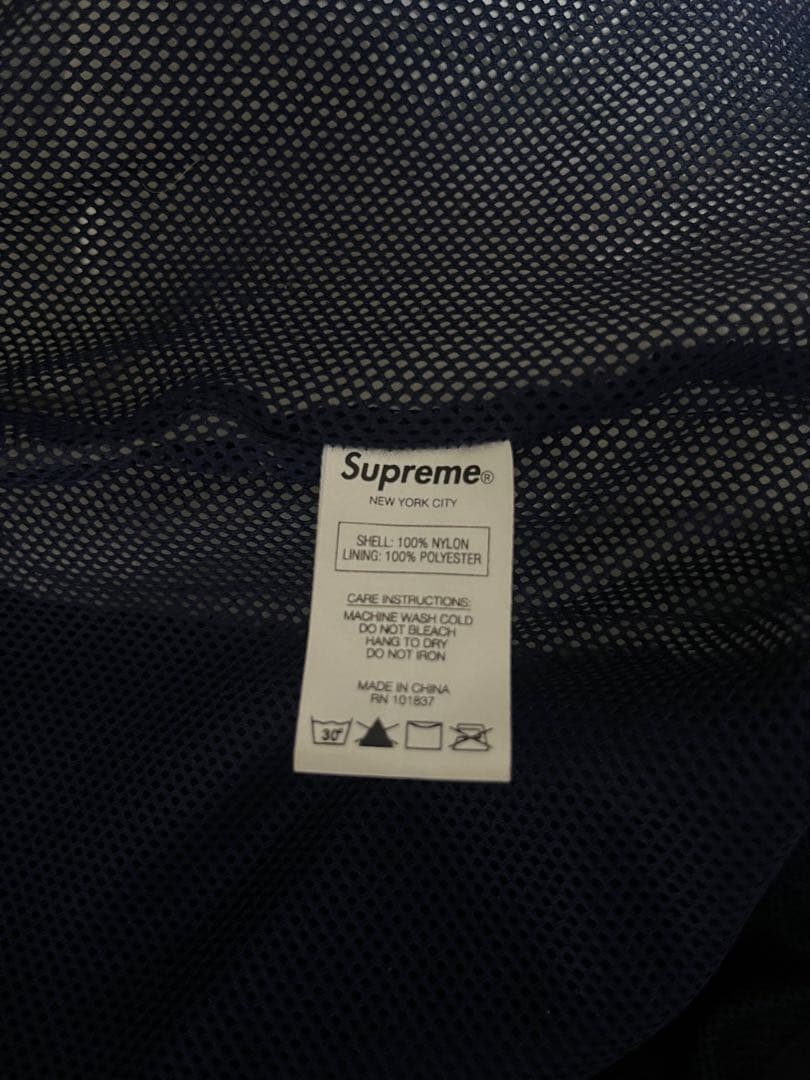 Supreme®
NEW YORK CITY
SHELL: 100% NYLON
LINING: 100% POLYESTER
CARE INSTRUCTIONS:
MACHINE WASH COLD
DO NOT BLEACH
HANG TO DRY
DO NOT IRON
MADE IN CHINA
RN 101837
30°